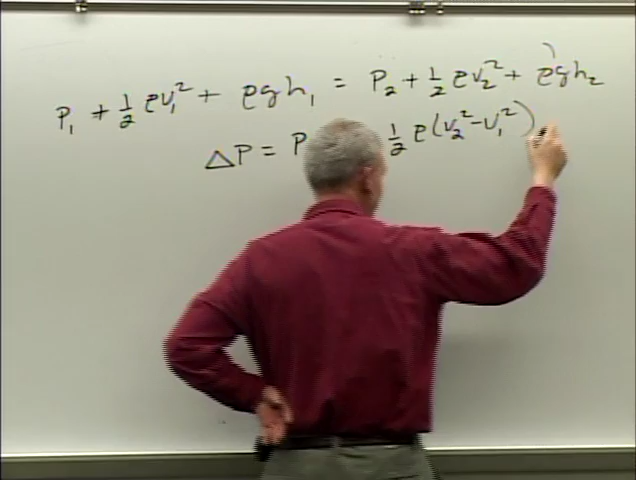 P₁ + ½ ρv₁² + ρgh₁ = P₂ + ½ ρv₂² + ρgh₂
ΔP = P ½ ρ(v₂² - v₁²)